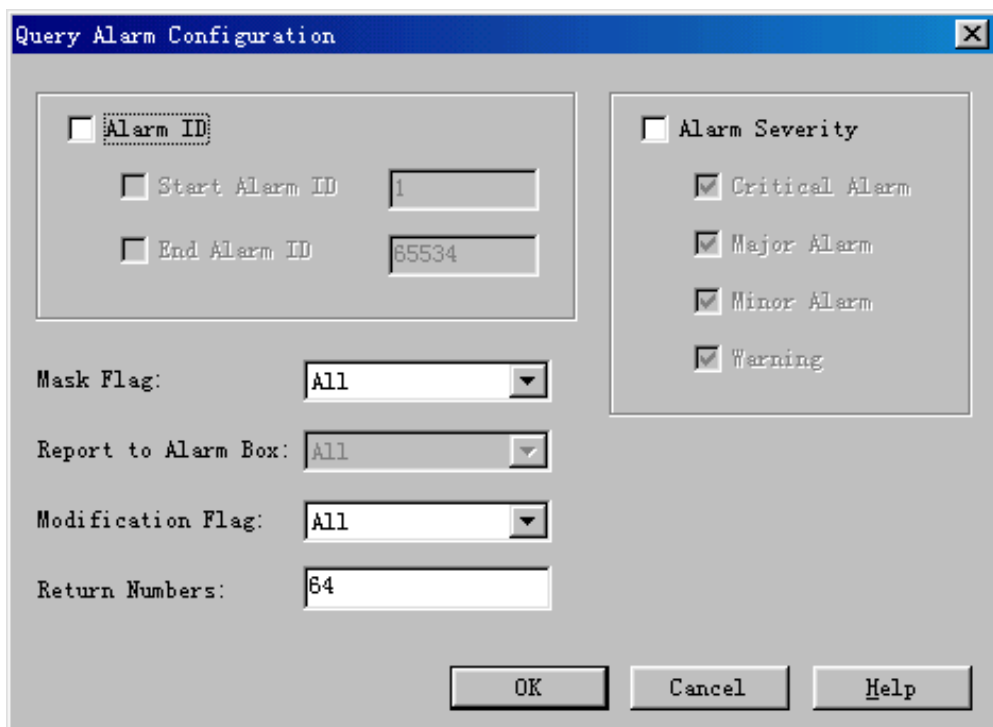 Query Alarm Configuration
Alarm ID
Start Alarm ID 1
End Alarm ID 65534
Alarm Severity
Critical Alarm
Major Alarm
Minor Alarm
Warning
Mask Flag: All
Report to Alarm Box: All
Modification Flag: All
Return Numbers: 64
OK Cancel Help